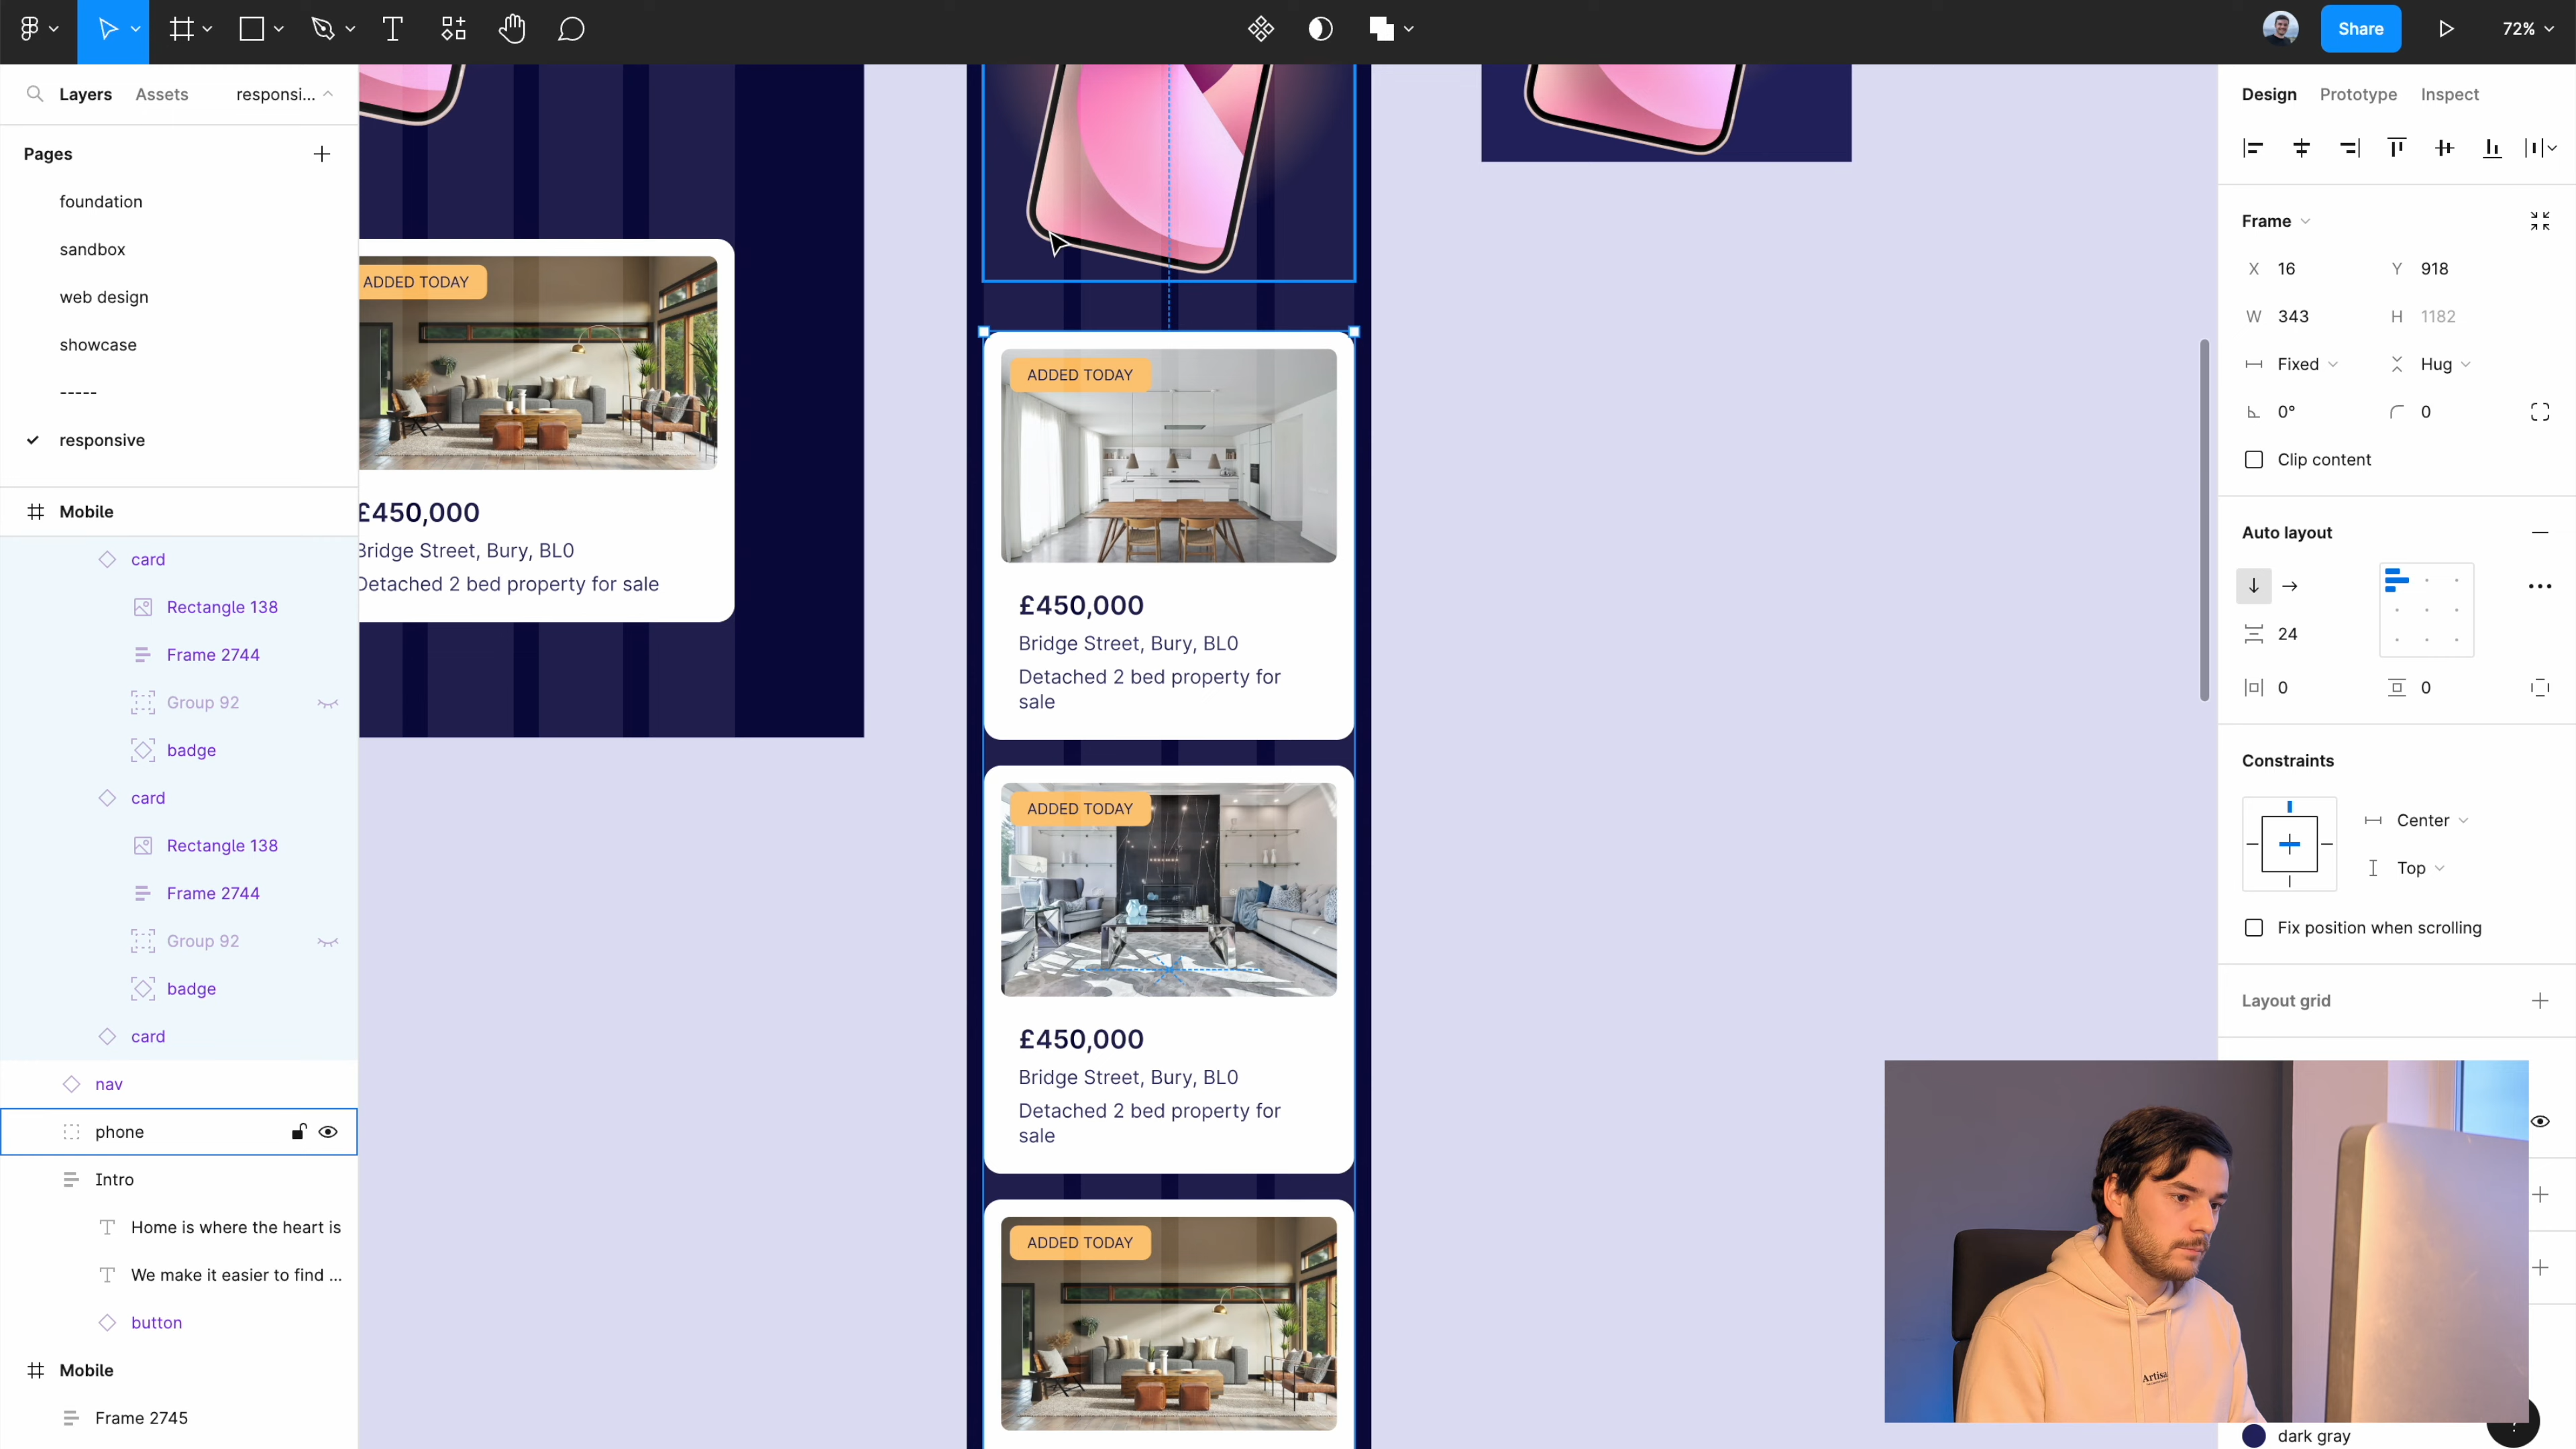 Share
72%
Layers
Assets
responsi...
Pages
foundation
sandbox
web design
showcase
-----
responsive
Mobile
card
Rectangle 138
Frame 2744
Group 92
badge
card
Rectangle 138
Frame 2744
Group 92
badge
card
nav
phone
Intro
Home is where the heart is
We make it easier to find ...
button
Mobile
Frame 2745
ADDED TODAY
£450,000
Bridge Street, Bury, BL0
Detached 2 bed property for sale
ADDED TODAY
£450,000
Bridge Street, Bury, BL0
Detached 2 bed property for
sale
ADDED TODAY
£450,000
Bridge Street, Bury, BL0
Detached 2 bed property for
sale
ADDED TODAY
Design
Prototype
Inspect
Frame
X 16
Y 918
W 343
H 1182
Fixed
Hug
0°
0
Clip content
Auto layout
24
0
0
Constraints
Center
Top
Fix position when scrolling
Layout grid
Artisa
dark gray